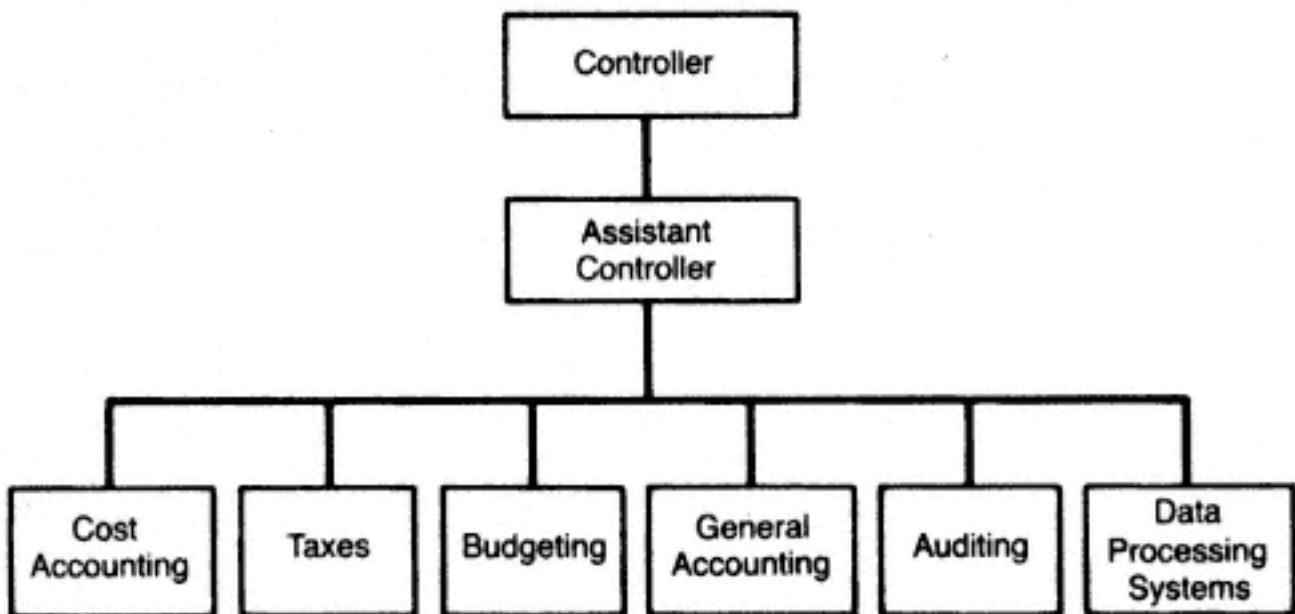 Controller
Assistant
Controller
Cost
Accounting
Taxes
Budgeting
General
Accounting
Auditing
Data
Processing
Systems